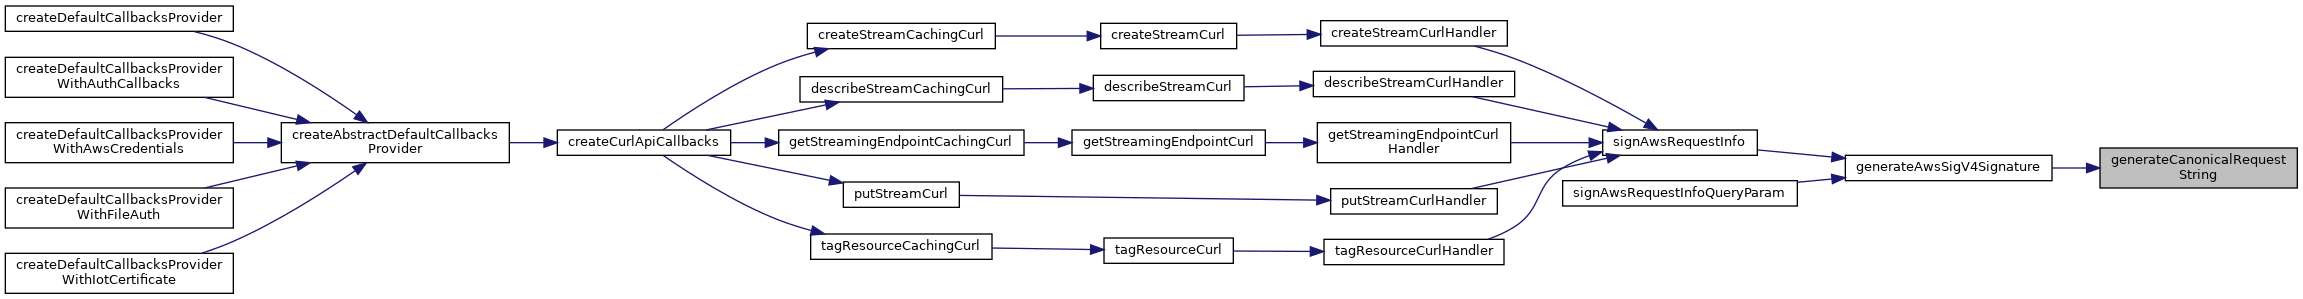 createDefaultCallbacksProvider
createDefaultCallbacksProvider
WithAuthCallbacks
createDefaultCallbacksProvider
WithAwsCredentials
createDefaultCallbacksProvider
WithFileAuth
createDefaultCallbacksProvider
WithIotCertificate
createAbstractDefaultCallbacks
Provider
createCurlApiCallbacks
createStreamCachingCurl
describeStreamCachingCurl
getStreamingEndpointCachingCurl
putStreamCurl
tagResourceCachingCurl
createStreamCurl
describeStreamCurl
getStreamingEndpointCurl
tagResourceCurl
createStreamCurlHandler
describeStreamCurlHandler
getStreamingEndpointCurl
Handler
putStreamCurlHandler
tagResourceCurlHandler
signAwsRequestInfo
signAwsRequestInfoQueryParam
generateAwsSigV4Signature
generateCanonicalRequest
String